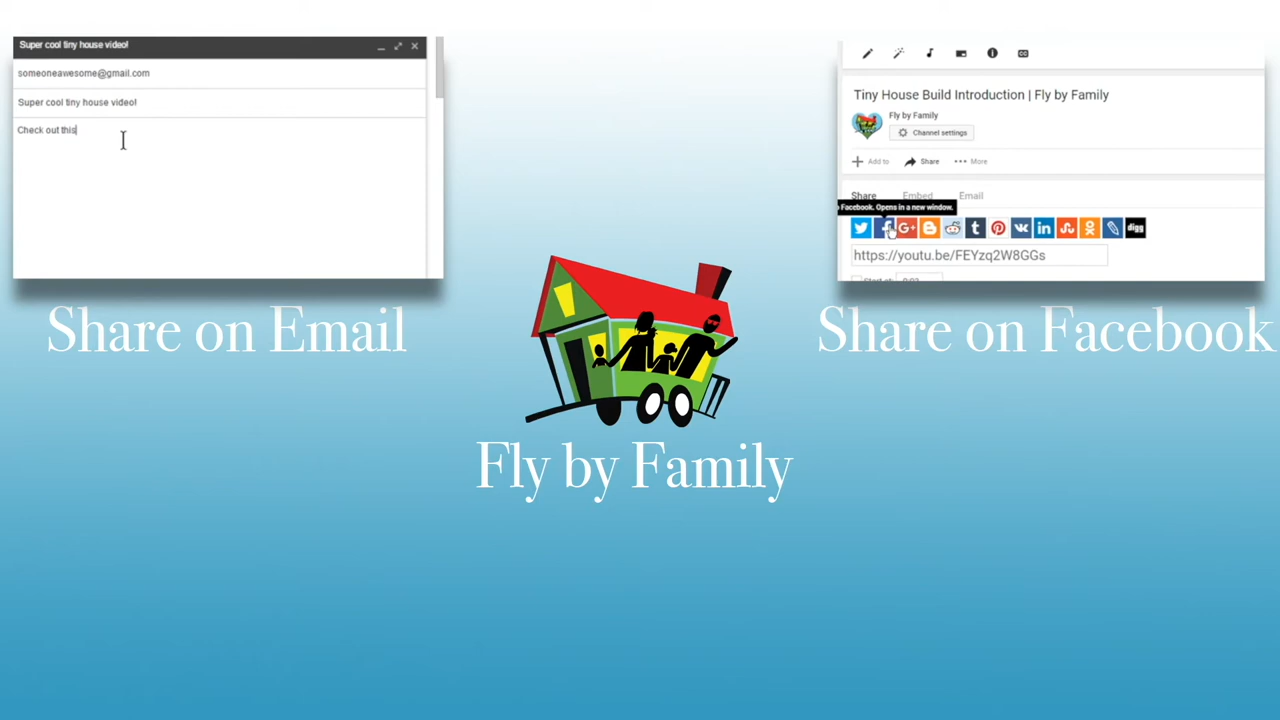 Super cool tiny house video!
someoneawesome@gmail.com
Super cool tiny house video!
Check out this
Share on Email
Fly by Family
CC
Tiny House Build Introduction | Fly by Family
Fly by Family
Channel settings
Add to Share More
Share Embed Email
Facebook. Opens in a new window.
digg
https://youtu.be/FEYzq2W8GGs
Share on Facebook